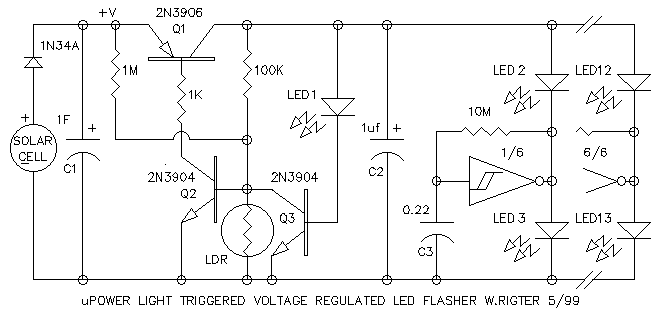 2N3906
+V
Q1
1N34A
1M
100K
LED 2
LED12
1K
LED1
10M
+
1F
+
1uf
+
1/6
6/6
SOLAR
CELL
-
C1
2N3904
2N3904
C2
Q2
Q3
0.22
LED 3
LED13
LDR
C3
uPOWER LIGHT TRIGGERED VOLTAGE REGULATED LED FLASHER W.RIGTER 5/99